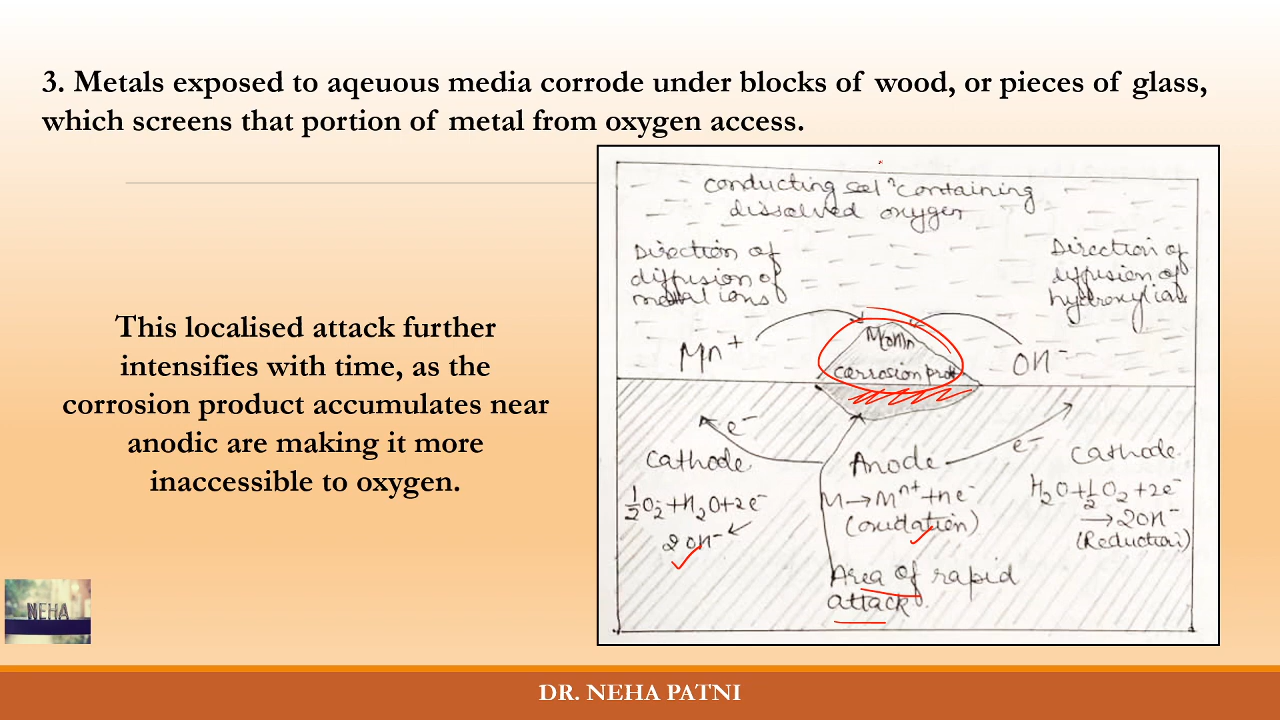 3. Metals exposed to aqeuous media corrode under blocks of wood, or pieces of glass,
which screens that portion of metal from oxygen access.
This localised attack further
intensifies with time, as the
corrosion product accumulates near
anodic are making it more
inaccessible to oxygen.
conducting sol^n containing
dissolved oxygen
Direction of
diffusion of
metal ions
Direction of
diffusion of
hydroxyl ions
Mn+
corrosion prod
OH-
e-
e-
Cathode
Anode
Cathode
½O2+H2O+2e-
2OH-
M→M^n++ne-
(oxidation)
H2O+½O2+2e-
→2OH-
(Reduction)
Area of rapid
attack
NEHA
DR. NEHA PATNI